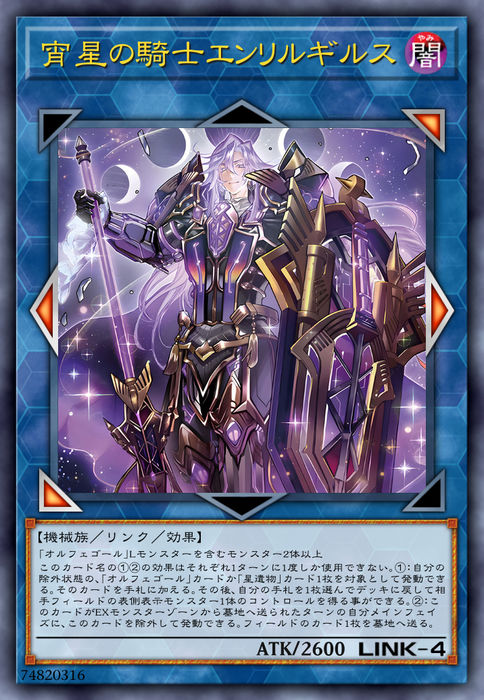 宵星の騎士エンリルギルス
やみ
闇
【機械族／リンク／効果】
「オルフェゴール」Lモンスターを含むモンスター2体以上
このカード名の①②の効果はそれぞれ1ターンに1度しか使用できない。①：自分の
除外状態の、「オルフェゴール」カードか「星遺物」カード1枚を対象として発動でき
る。そのカードを手札に加える。その後、自分の手札を1枚選んでデッキに戻して相
手フィールドの表側表示モンスター1体のコントロールを得る事ができる。②：こ
のカードがEXモンスターゾーンから墓地へ送られたターンの自分メインフェイ
ズに、このカードを除外して発動できる。フィールドのカード1枚を墓地へ送る。
ATK/2600 LINK-4
74820316